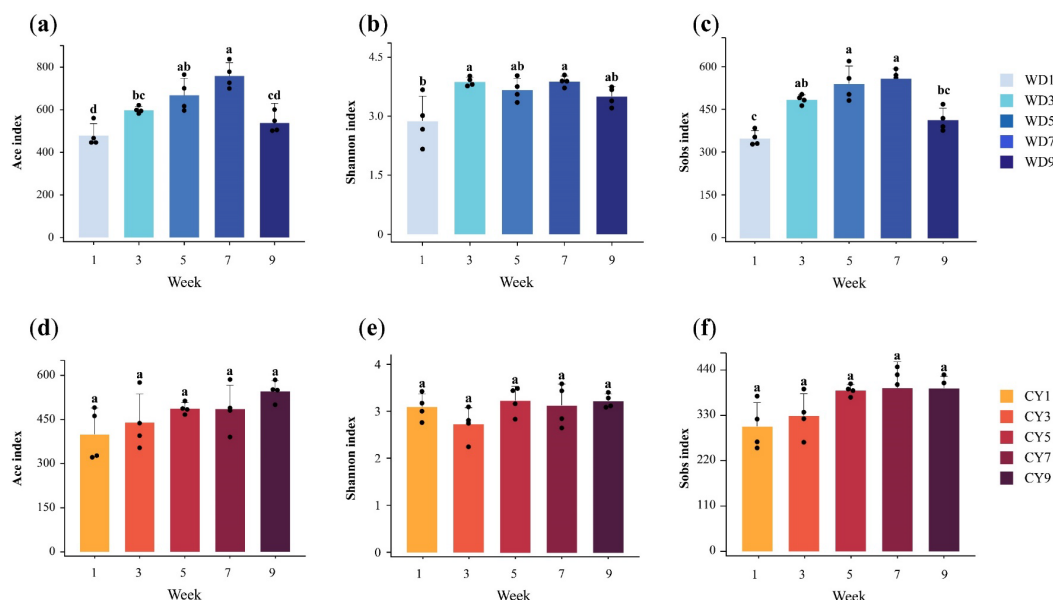 (a)
Ace index
800
600
400
200
0
d
bc
ab
a
cd
1 3 5 7 9
Week
(b)
Shannon index
4.5
3.0
1.5
0
b
a
ab
a
ab
1 3 5 7 9
Week
(c)
Sobs index
600
450
300
150
0
c
ab
a
a
bc
1 3 5 7 9
Week
WD1
WD3
WD5
WD7
WD9
(d)
Ace index
600
450
300
150
0
a
a
a
a
a
1 3 5 7 9
Week
(e)
Shannon index
4
3
2
1
0
a
a
a
a
a
1 3 5 7 9
Week
(f)
Sobs index
440
330
220
110
0
a
a
a
a
a
1 3 5 7 9
Week
CY1
CY3
CY5
CY7
CY9